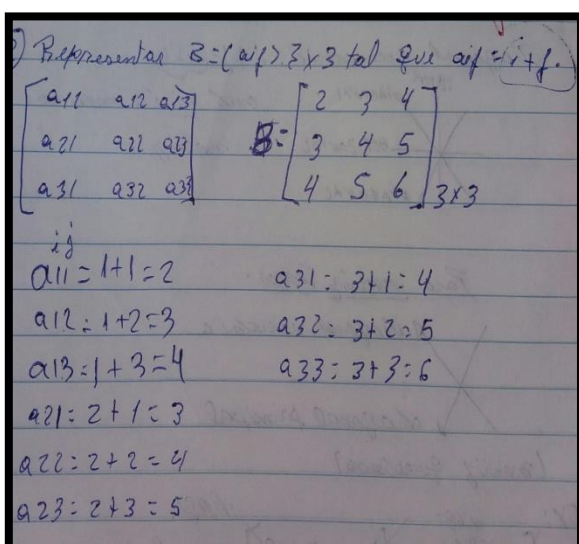 ) Representar B=(aij) 3x3 tal que aij = i+j.
a11 a12 a13
a21 a22 a23
a31 a32 a33
B= 2 3 4
3 4 5
4 5 6 3x3
ij
a11 = 1+1 = 2
a12 = 1+2 = 3
a13 = 1+3 = 4
a21 = 2+1 = 3
a22 = 2+2 = 4
a23 = 2+3 = 5
a31 = 3+1 = 4
a32 = 3+2 = 5
a33 = 3+3 = 6